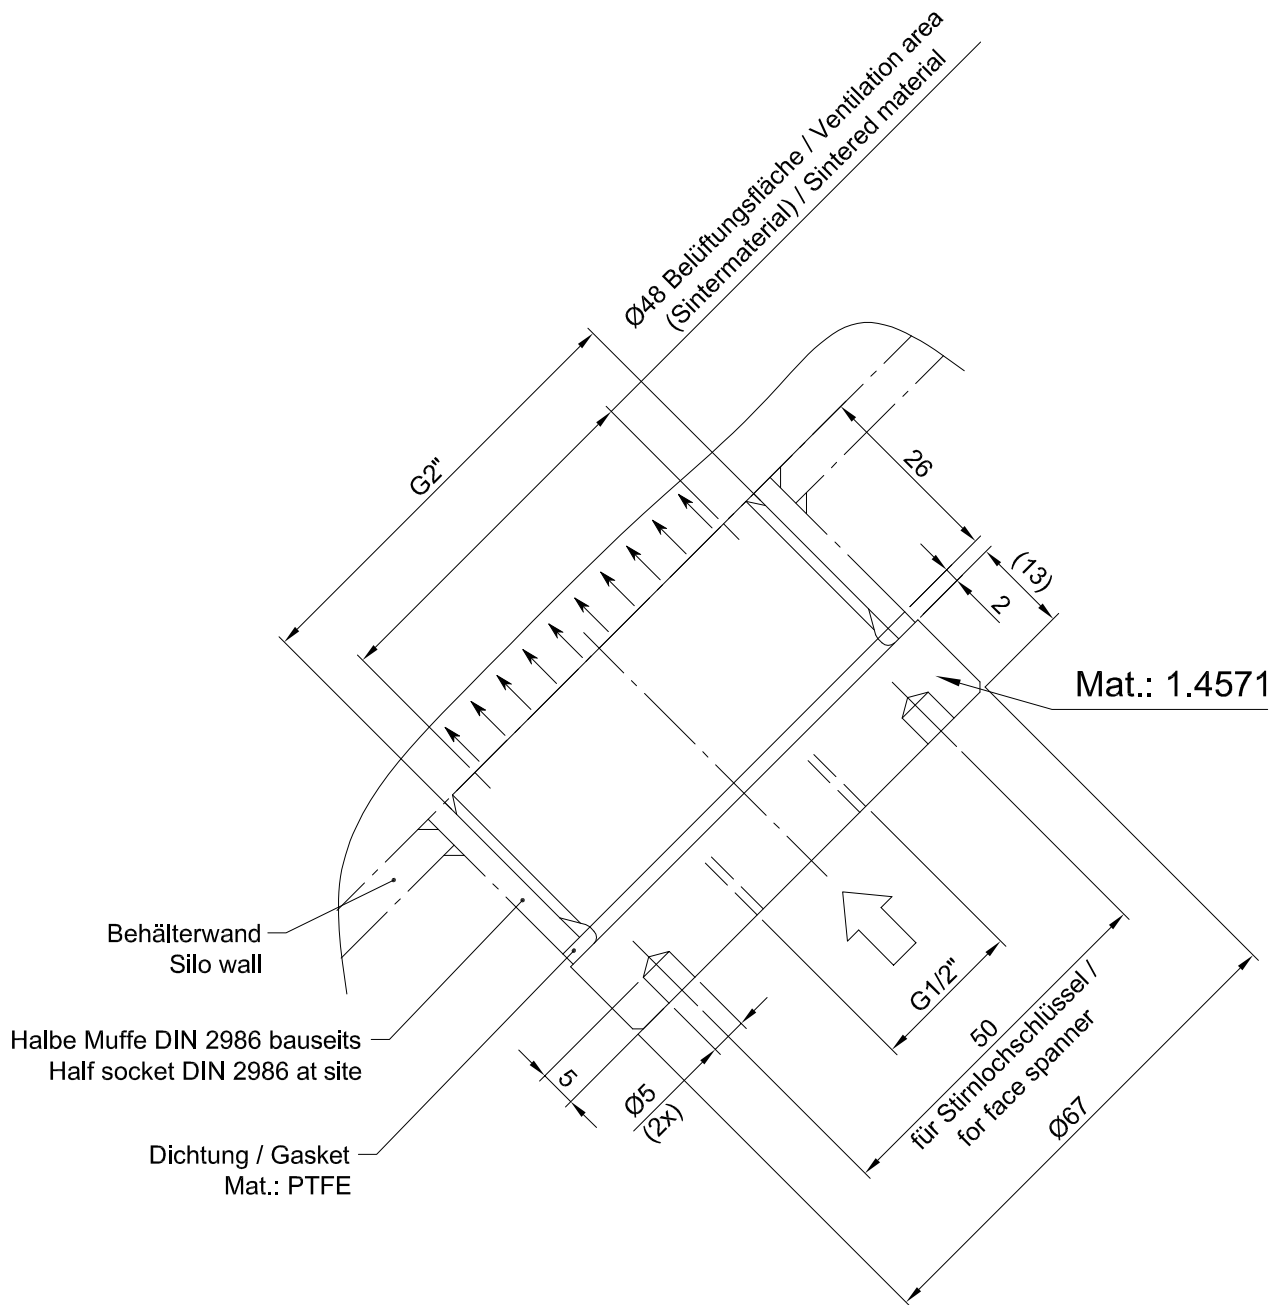 Ø48 Belüftungsfläche / Ventilation area
(Sintermaterial) / Sintered material
G2"
26
(13)
2
Mat.: 1.4571
Behälterwand
Silo wall
Halbe Muffe DIN 2986 bauseits
Half socket DIN 2986 at site
Dichtung / Gasket
Mat.: PTFE
5
Ø5
(2x)
G1/2"
50
für Stirnlochschlüssel /
for face spanner
Ø67